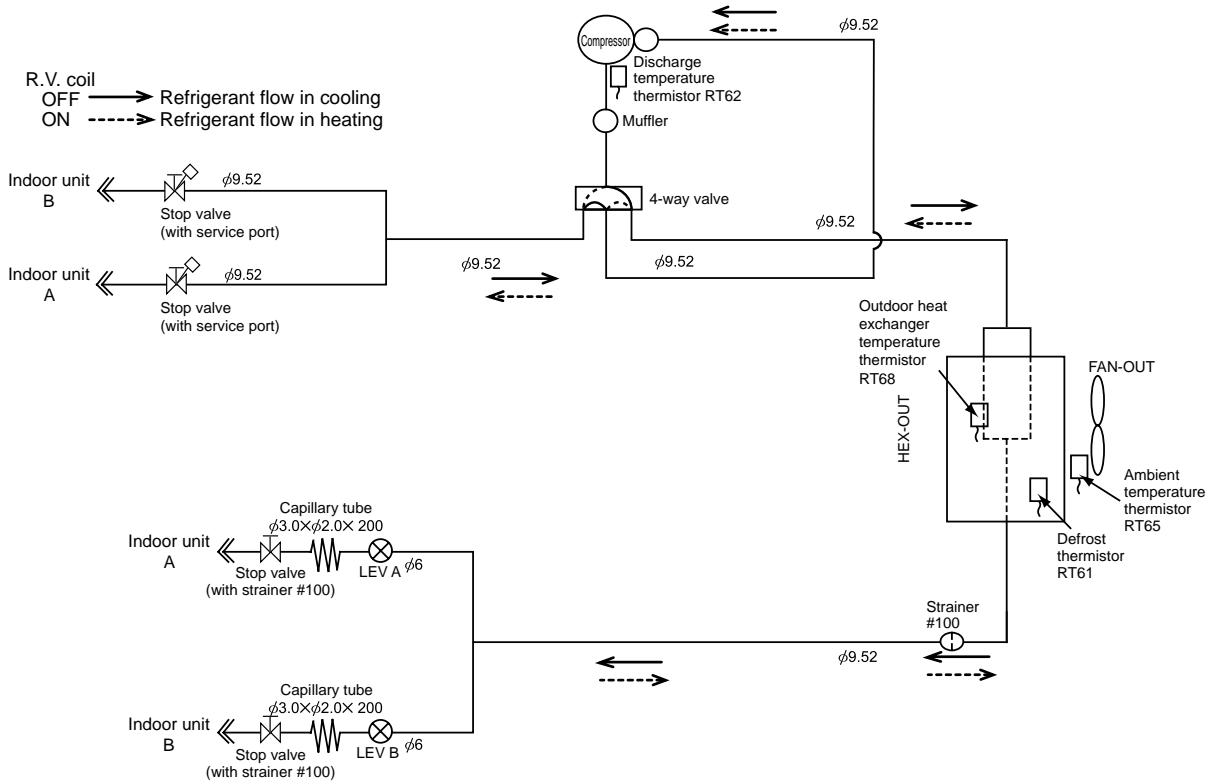 Compressor
ϕ9.52
Discharge
temperature
thermistor RT62
R.V. coil
OFF Refrigerant flow in cooling
ON Refrigerant flow in heating
Muffler
Indoor unit
B
ϕ9.52
Stop valve
(with service port)
4-way valve
ϕ9.52
Indoor unit
A
ϕ9.52
Stop valve
(with service port)
ϕ9.52
ϕ9.52
Outdoor heat
exchanger
temperature
thermistor
RT68
FAN-OUT
HEX-OUT
Ambient
temperature
thermistor
RT65
Defrost
thermistor
RT61
Capillary tube
ϕ3.0×ϕ2.0× 200
Indoor unit
A
LEV A
ϕ6
Stop valve
(with strainer #100)
Strainer
#100
ϕ9.52
Capillary tube
ϕ3.0×ϕ2.0× 200
Indoor unit
B
LEV B
ϕ6
Stop valve
(with strainer #100)